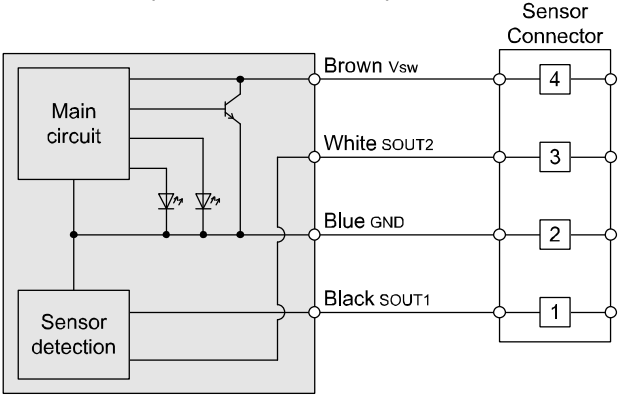 Sensor
Connector
Brown Vsw
4
Main
circuit
White SOUT2
3
Blue GND
2
Black SOUT1
1
Sensor
detection